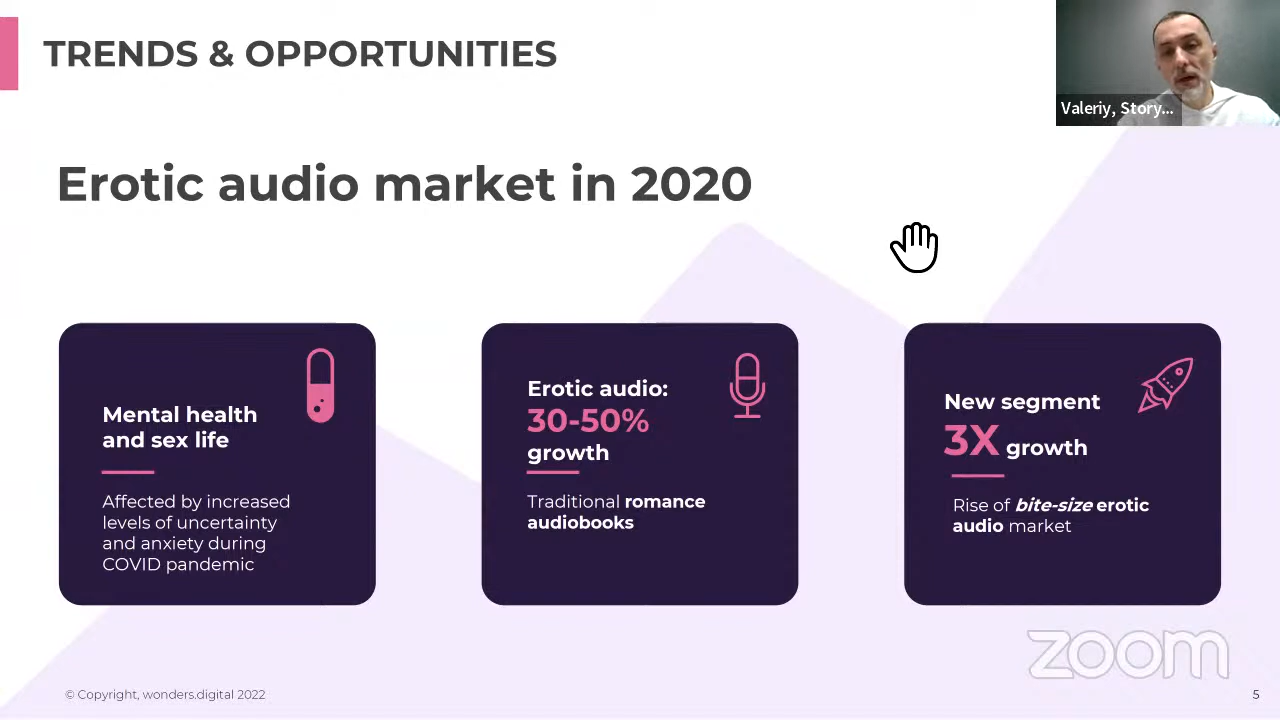 TRENDS & OPPORTUNITIES
Valeriy, Story...
Erotic audio market in 2020
Mental health
and sex life
Affected by increased
levels of uncertainty
and anxiety during
COVID pandemic
Erotic audio:
30-50%
growth
Traditional romance
audiobooks
New segment
3X growth
Rise of bite-size erotic
audio market
zoom
© Copyright, wonders.digital 2022
5